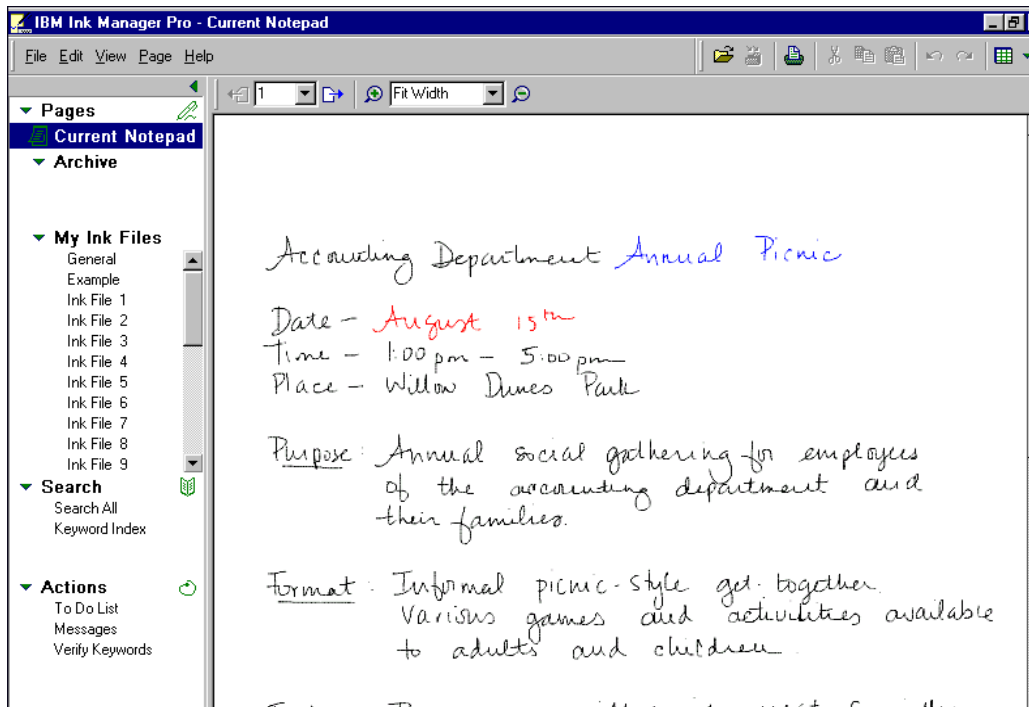 IBM Ink Manager Pro - Current Notepad
File Edit View Page Help
1 Fit Width
Pages
Current Notepad
Archive
My Ink Files
General
Example
Ink File 1
Ink File 2
Ink File 3
Ink File 4
Ink File 5
Ink File 6
Ink File 7
Ink File 8
Ink File 9
Search
Search All
Keyword Index
Actions
To Do List
Messages
Verify Keywords
Accounting Department Annual Picnic
Date - August 15th
Time - 1:00 pm - 5:00 pm
Place - Willow Dunes Park
Purpose: Annual social gathering for employees
of the accounting department and
their families.
Format: Informal picnic-style get-together
Various games and activities available
to adults and children